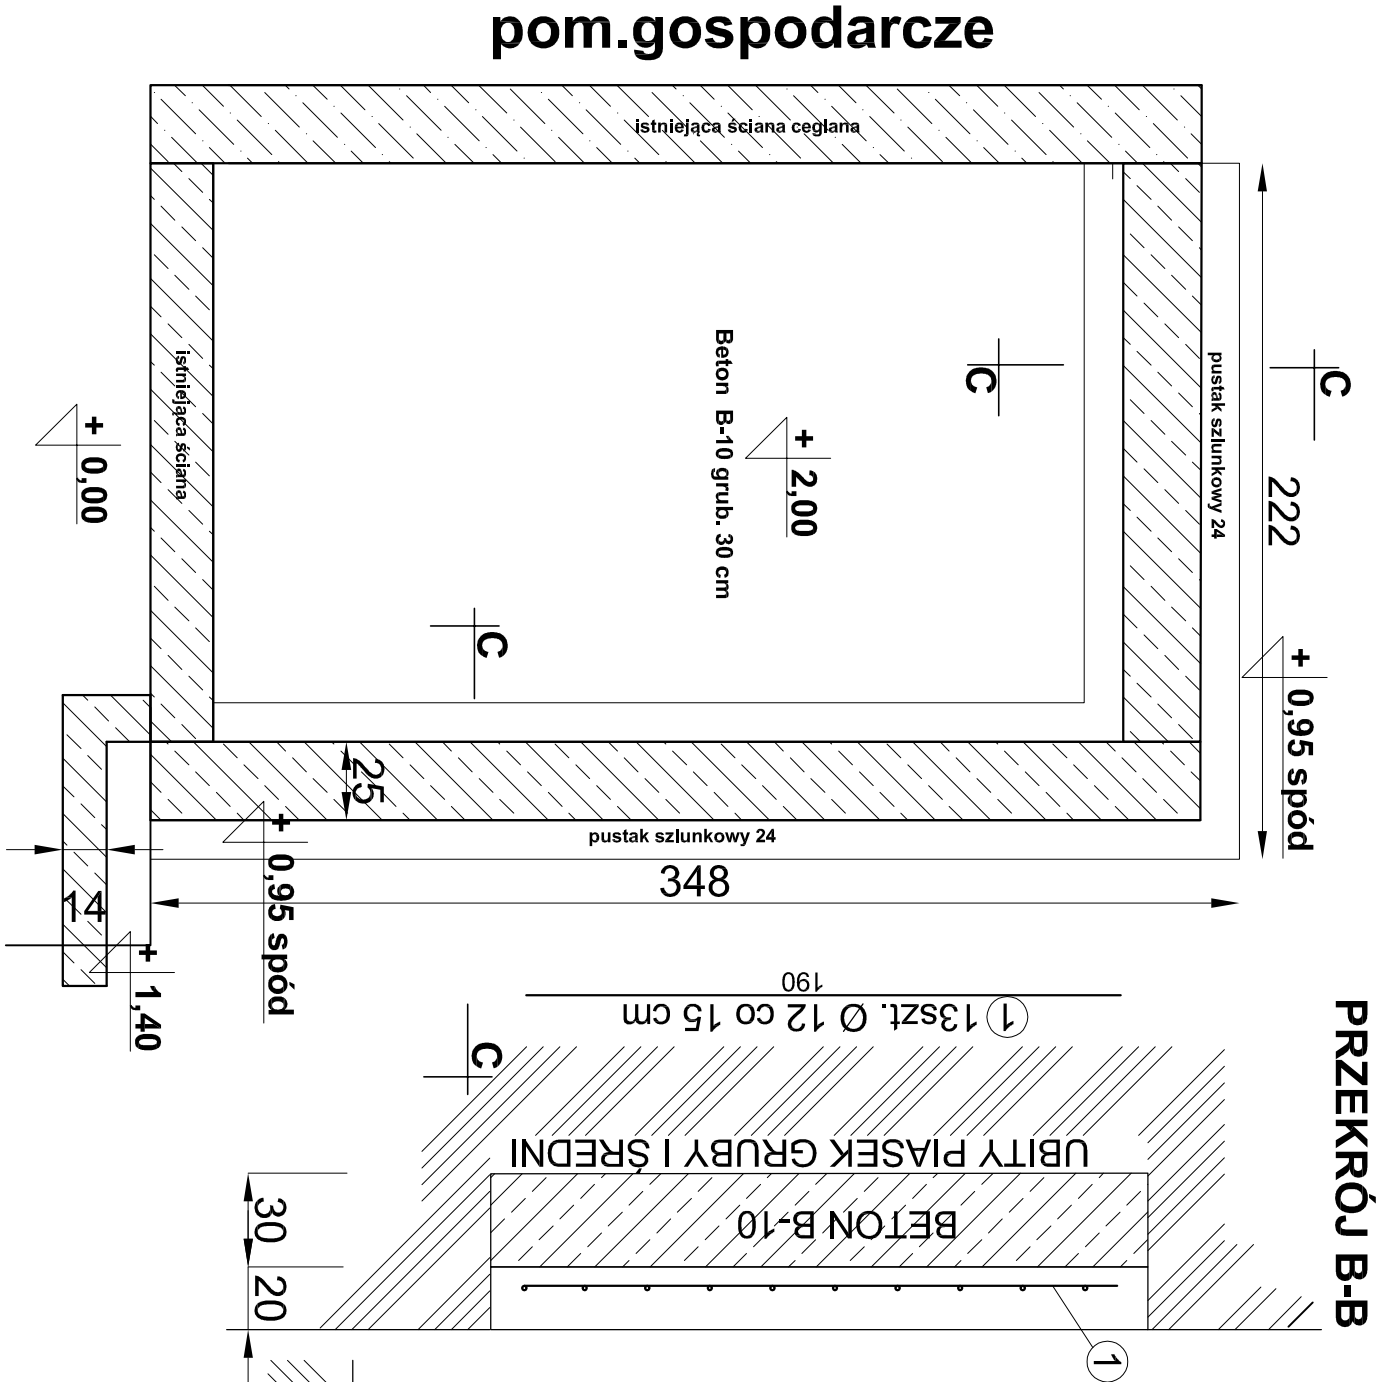 pom.gospodarcze
istniejąca ściana ceglana
istniejąca ściana
+ 0,00
Beton B-10 grub. 30 cm
+ 2,00
C
C
pustak szlunkowy 24
222
C
+ 0,95 spód
25
pustak szlunkowy 24
348
+ 0,95 spód
14
+ 1,40
190
1 13szt. Ø 12 co 15 cm
C
PRZEKRÓJ B-B
UBITY PIASEK GRUBY I ŚREDNI
BETON B-10
30
20
1